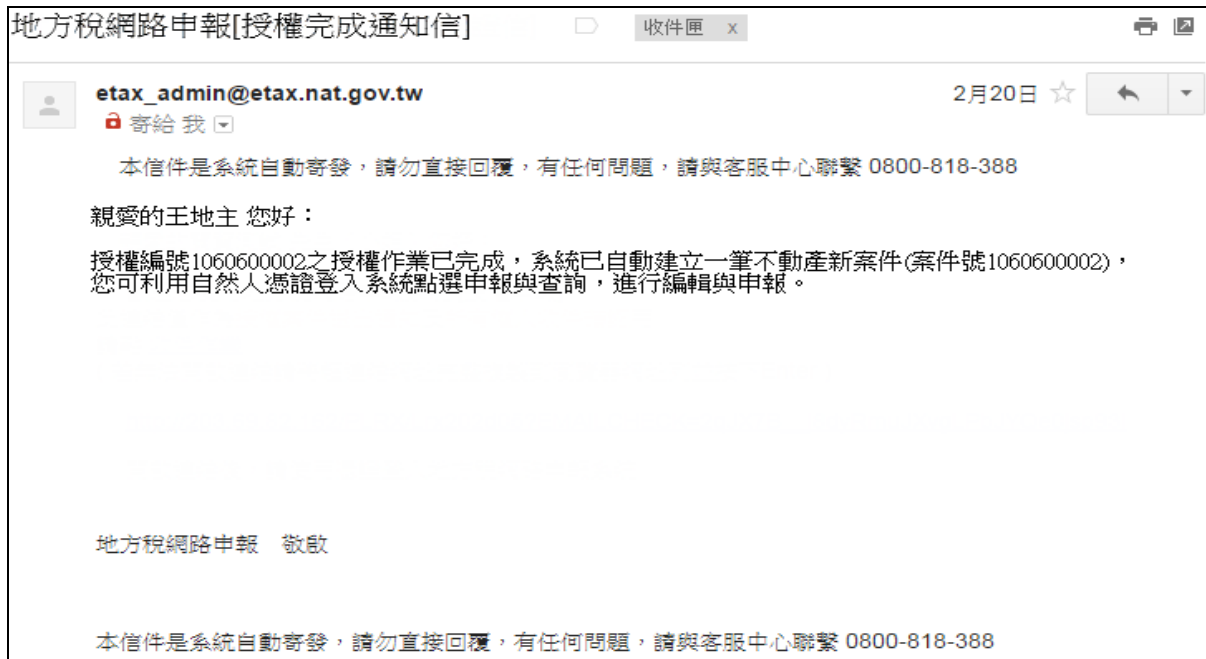 地方稅網路申報[授權完成通知信] 收件匣 x
etax_admin@etax.nat.gov.tw 2月20日
寄給 我
本信件是系統自動寄發，請勿直接回覆，有任何問題，請與客服中心聯繫 0800-818-388
親愛的王地主 您好：
授權編號1060600002之授權作業已完成，系統已自動建立一筆不動產新案件(案件號1060600002)，
您可利用自然人憑證登入系統點選申報與查詢，進行編輯與申報。
地方稅網路申報　敬啟
本信件是系統自動寄發，請勿直接回覆，有任何問題，請與客服中心聯繫 0800-818-388